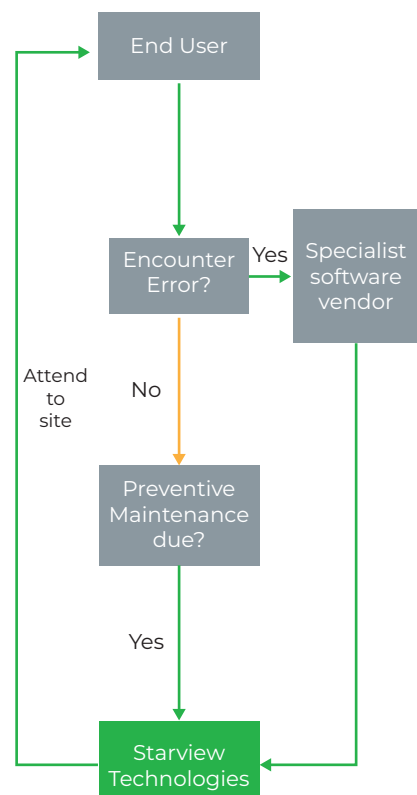 End User
Encounter
Error?
Yes
Specialist
software
vendor
Attend
to
site
No
Preventive
Maintenance
due?
Yes
Starview
Technologies